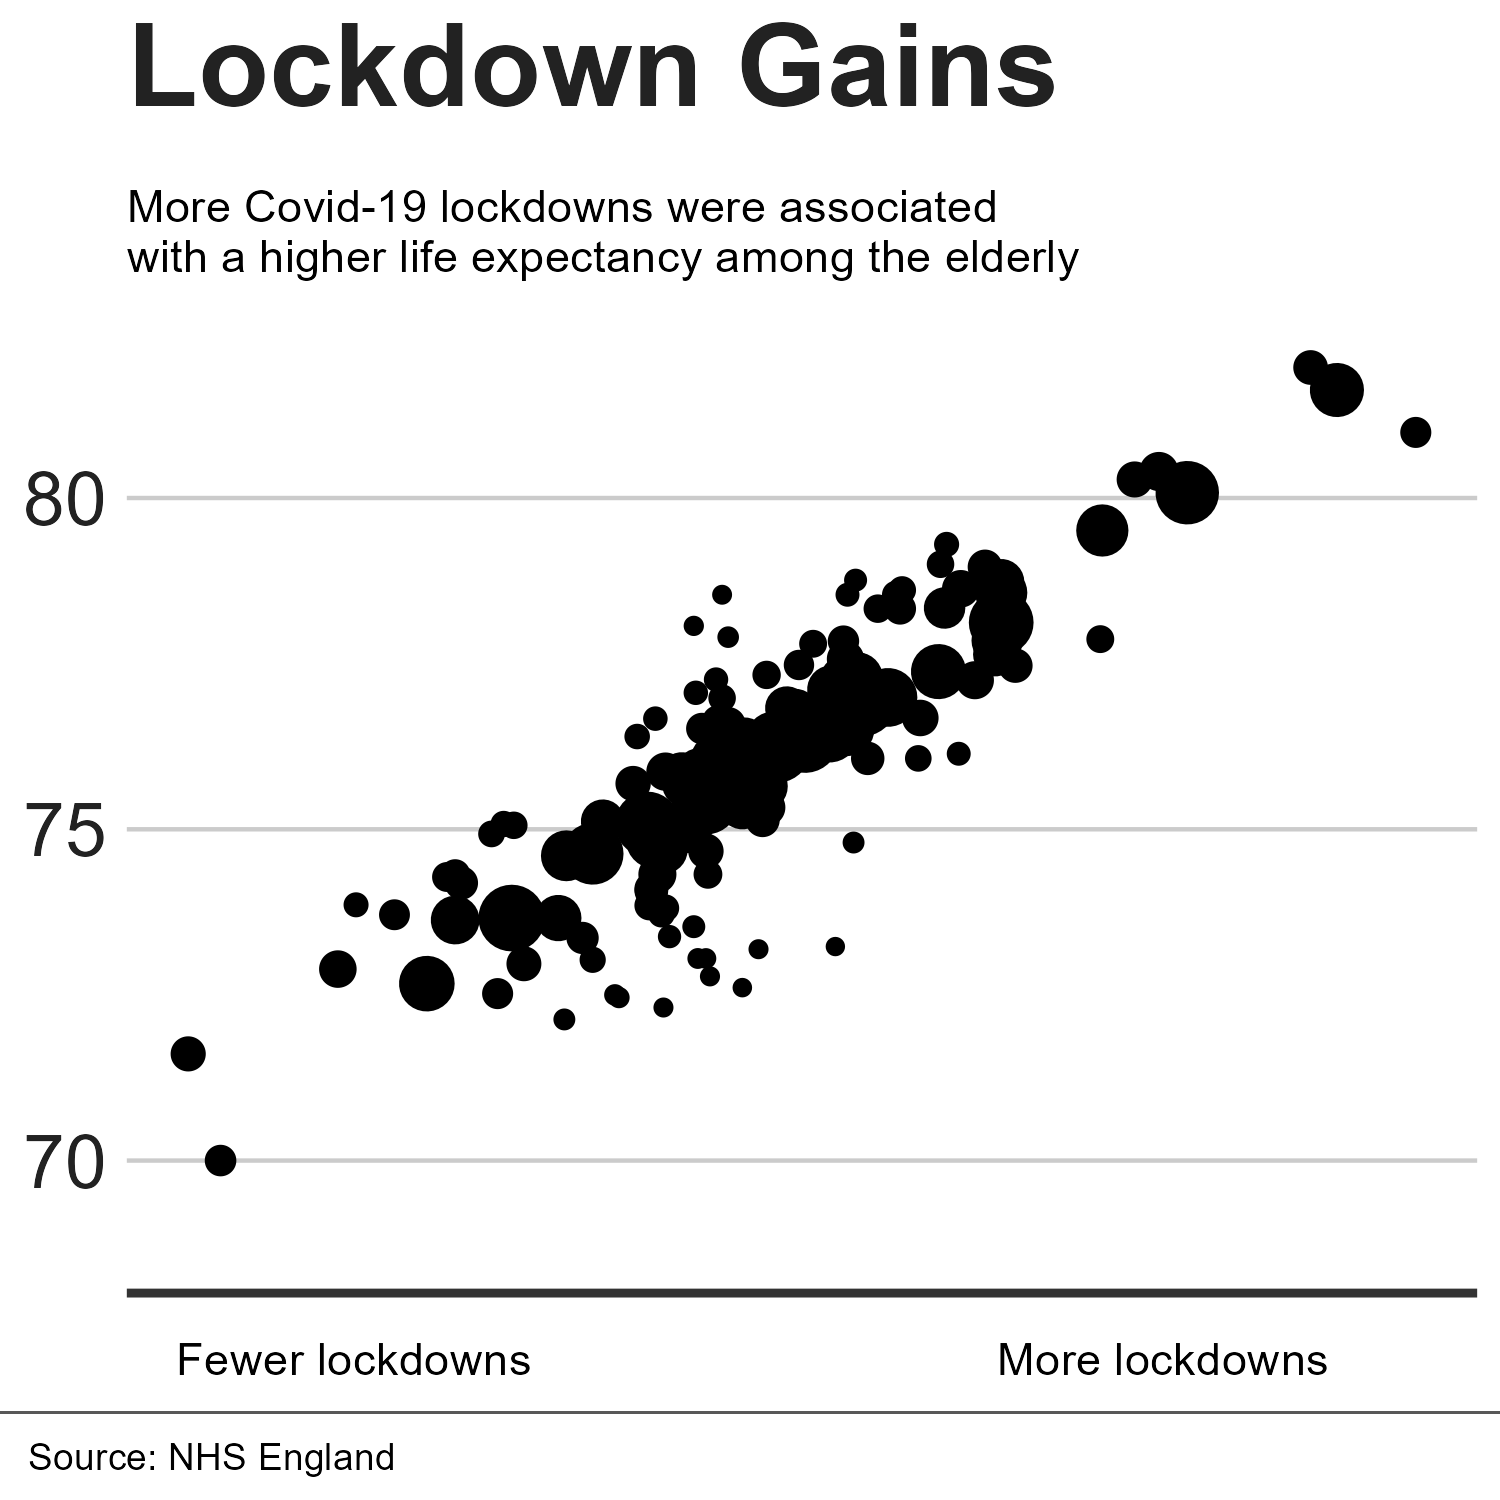 Lockdown Gains
More Covid-19 lockdowns were associated
with a higher life expectancy among the elderly
80
75
70
Fewer lockdowns
More lockdowns
Source: NHS England